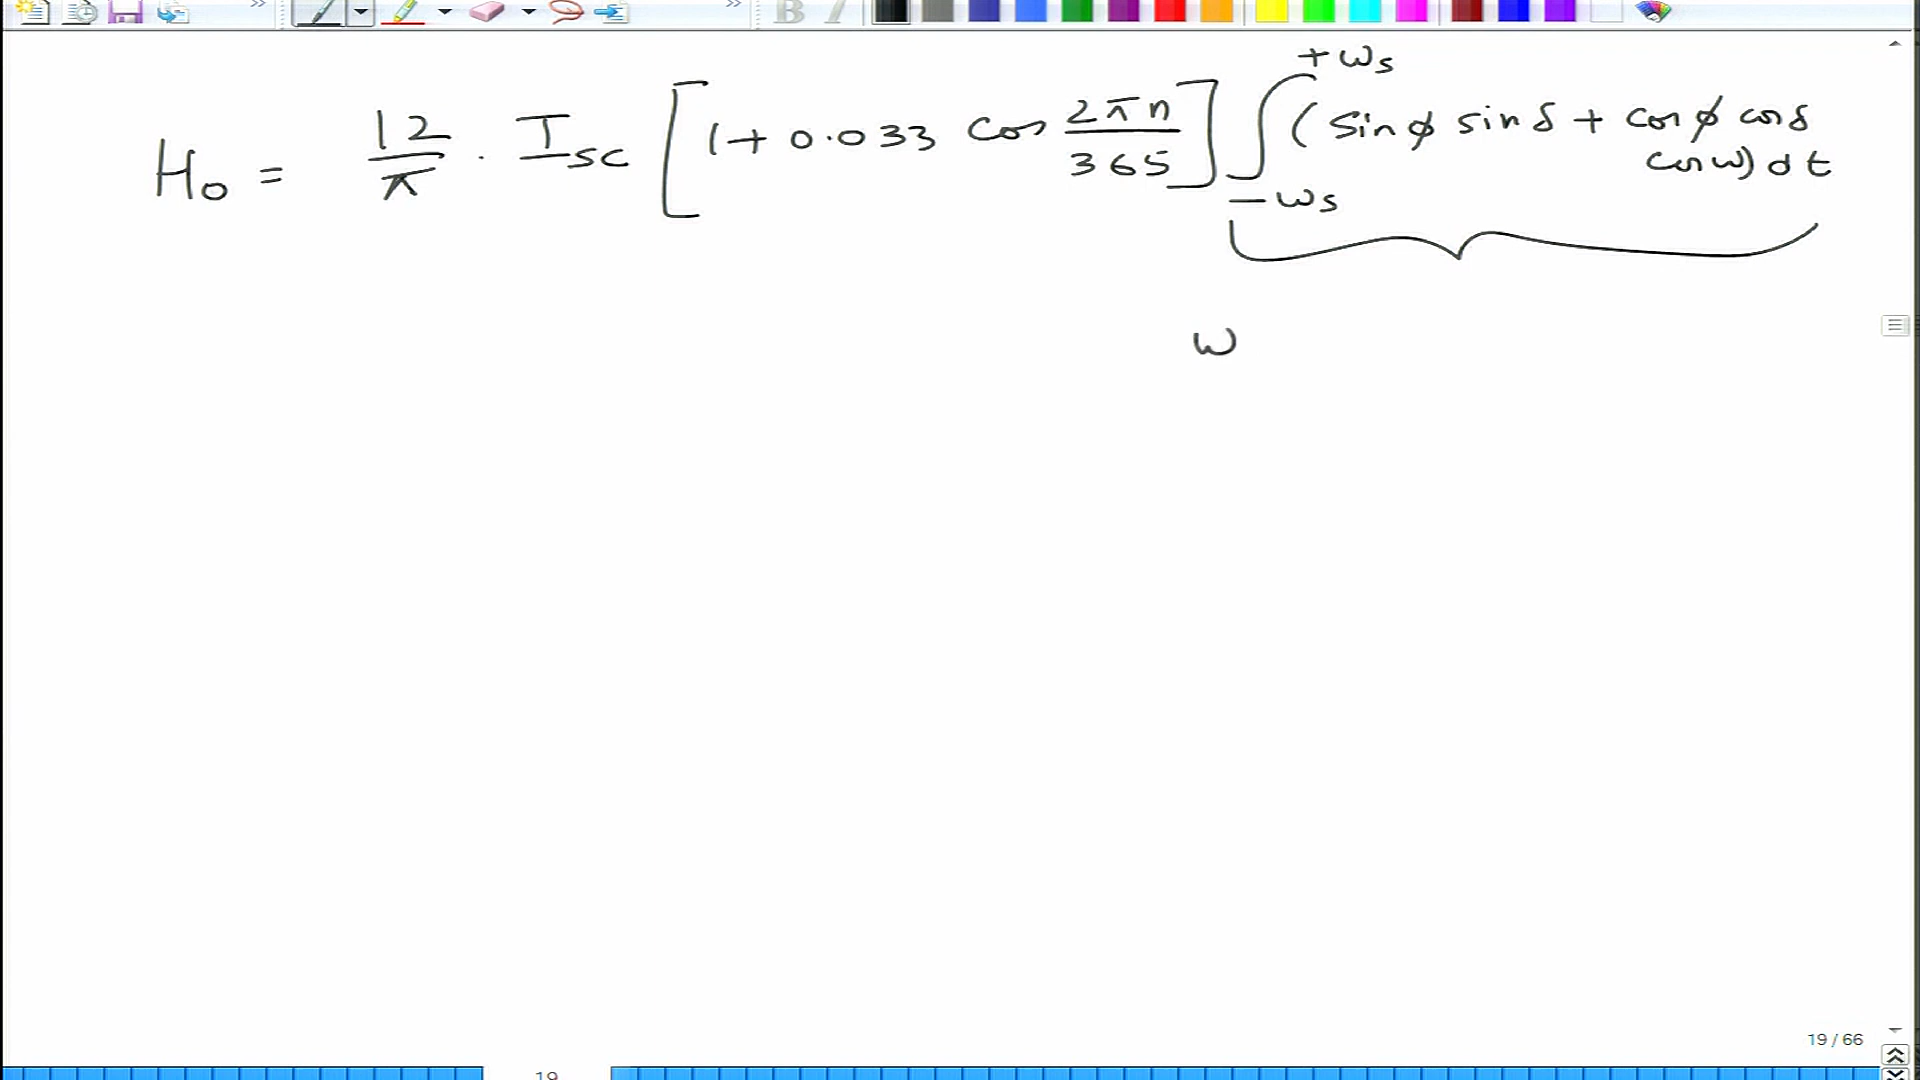 H₀ = 12/π · I_SC [1 + 0.033 cos 2πn/365] ∫_{-ωs}^{+ωs} (sin φ sin δ + cos φ cos δ cos ω) dt
ω
19 / 66
19